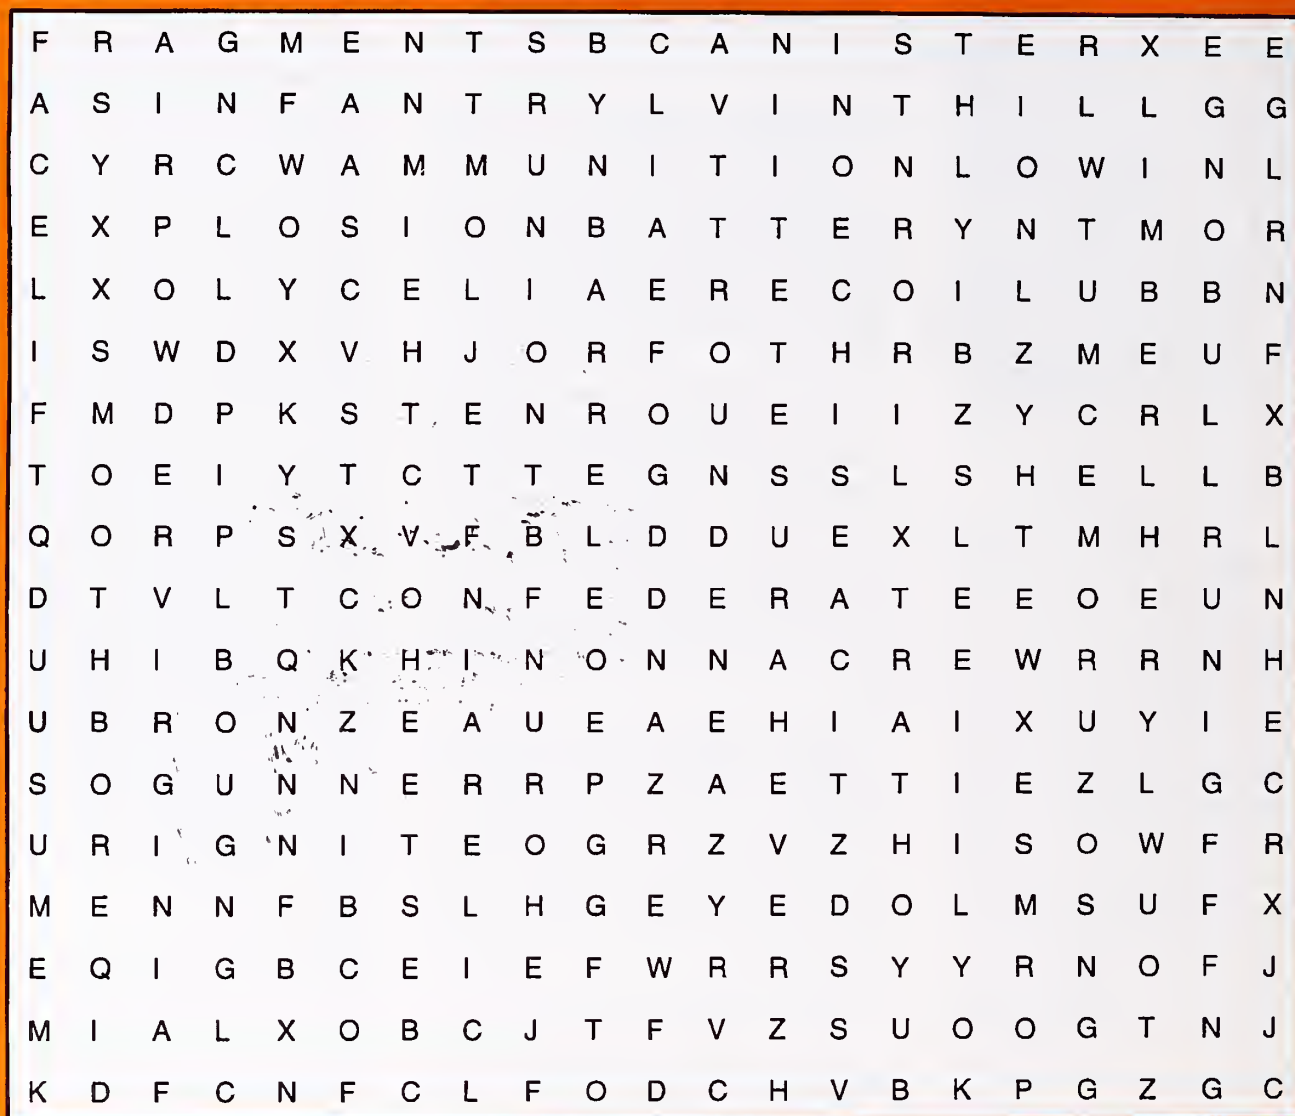 F R A G M E N T S B C A N I S T E R X E E
A S I N F A N T R Y L V I N T H I L L G G
C Y R C W A M M U N I T I O N L O W I N L
E X P L O S I O N B A T T E R Y N T M O R
L X O L Y C E L I A E R E C O I L U B B N
I S W D X V H J O R F O T H R B Z M E U F
F M D P K S T E N R O U E I I Z Y C R L X
T O E I Y T C T T E G N S S L S H E L L B
Q O R P S X V F B L D D U E X L T M H R L
D T V L T C O N F E D E R A T E E O E U N
U H I B Q K H I N O N N A C R E W R R N H
U B R O N Z E A U E A E H I A I X U Y I E
S O G U N N E R R P Z A E T T I E Z L G C
U R I G N I T E O G R Z V Z H I S O W F R
M E N N F B S L H G E Y E D O L M S U F X
E Q I G B C E I E F W R R S Y Y R N O F J
M I A L X O B C J T F V Z S U O O G T N J
K D F C N F C L F O D C H V B K P G Z G C